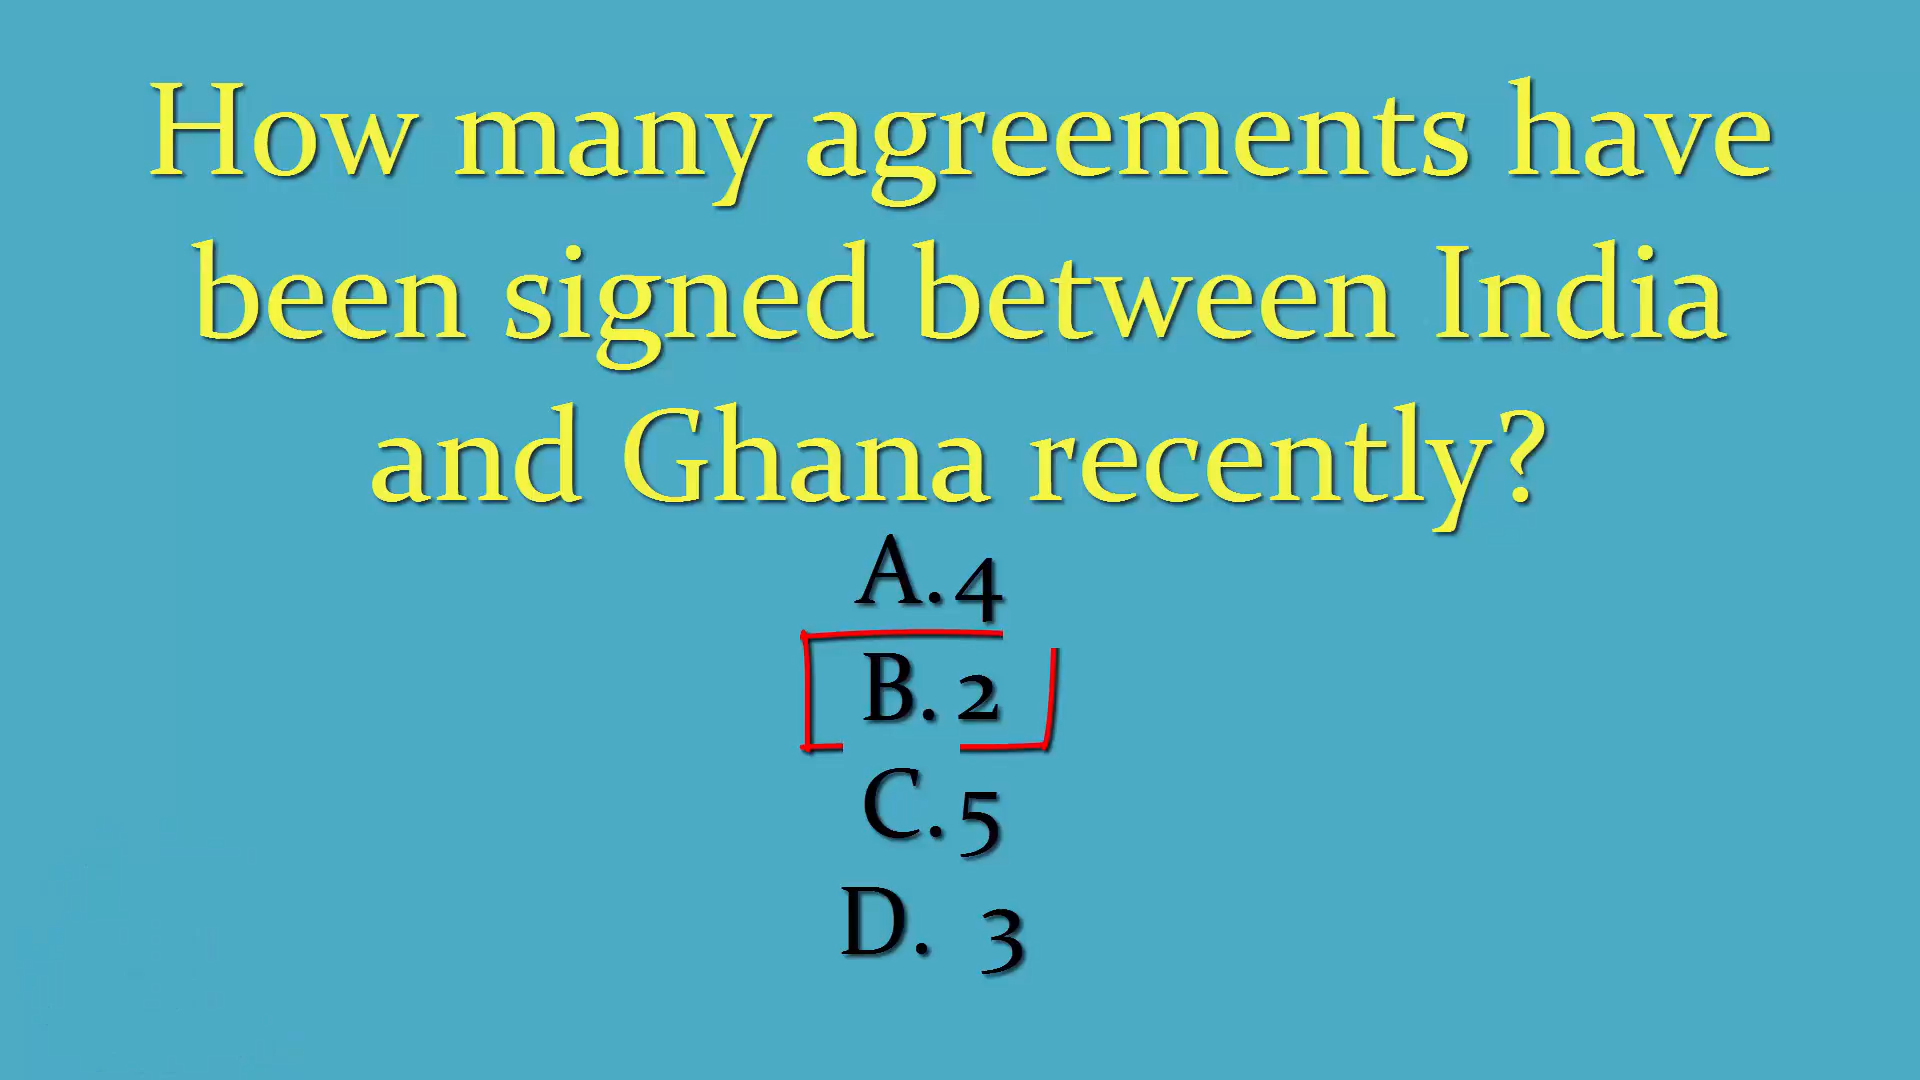 How many agreements have
been signed between India
and Ghana recently?
A. 4
B. 2
C. 5
D. 3